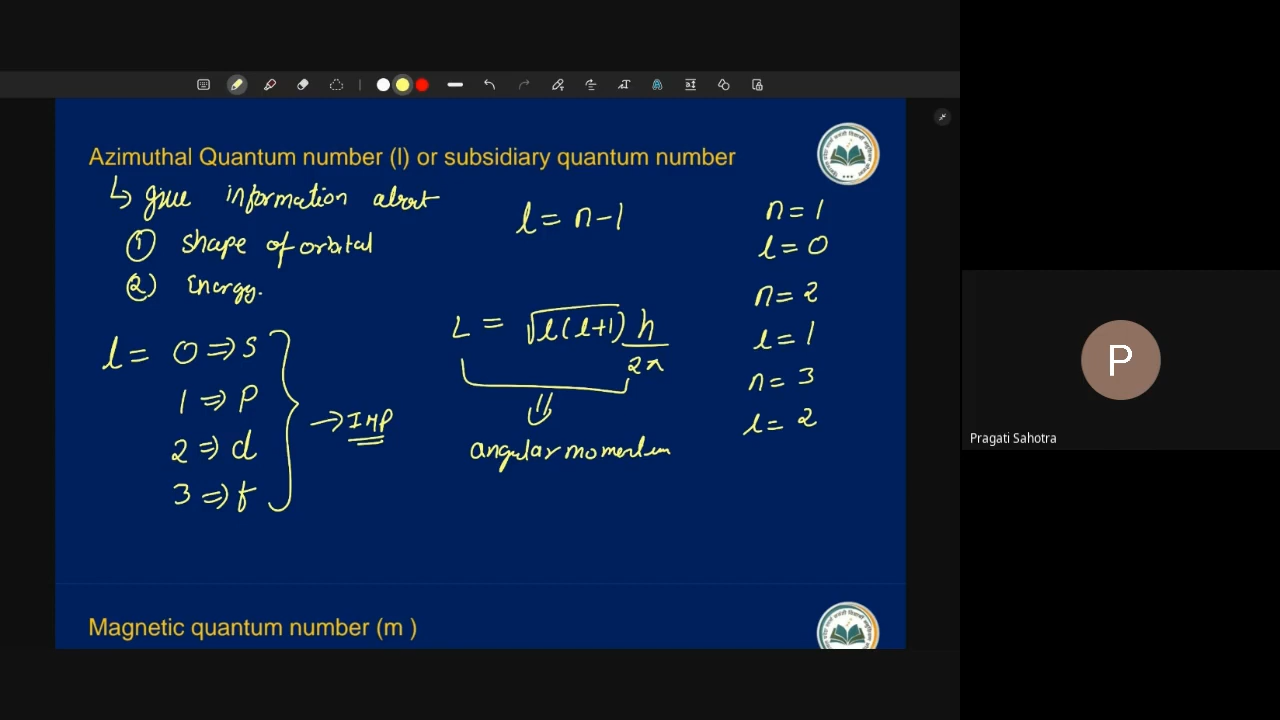 Azimuthal Quantum number (l) or subsidiary quantum number
↳ give information about
① shape of orbital
② Energy.
l = 0 ⇒ s
1 ⇒ p
2 ⇒ d
3 ⇒ f
→ IMP
l = n-1
L = √l(l+1) h/2π
angular momentum
n = 1
l = 0
n = 2
l = 1
n = 3
l = 2
Magnetic quantum number (m )
P
Pragati Sahotra